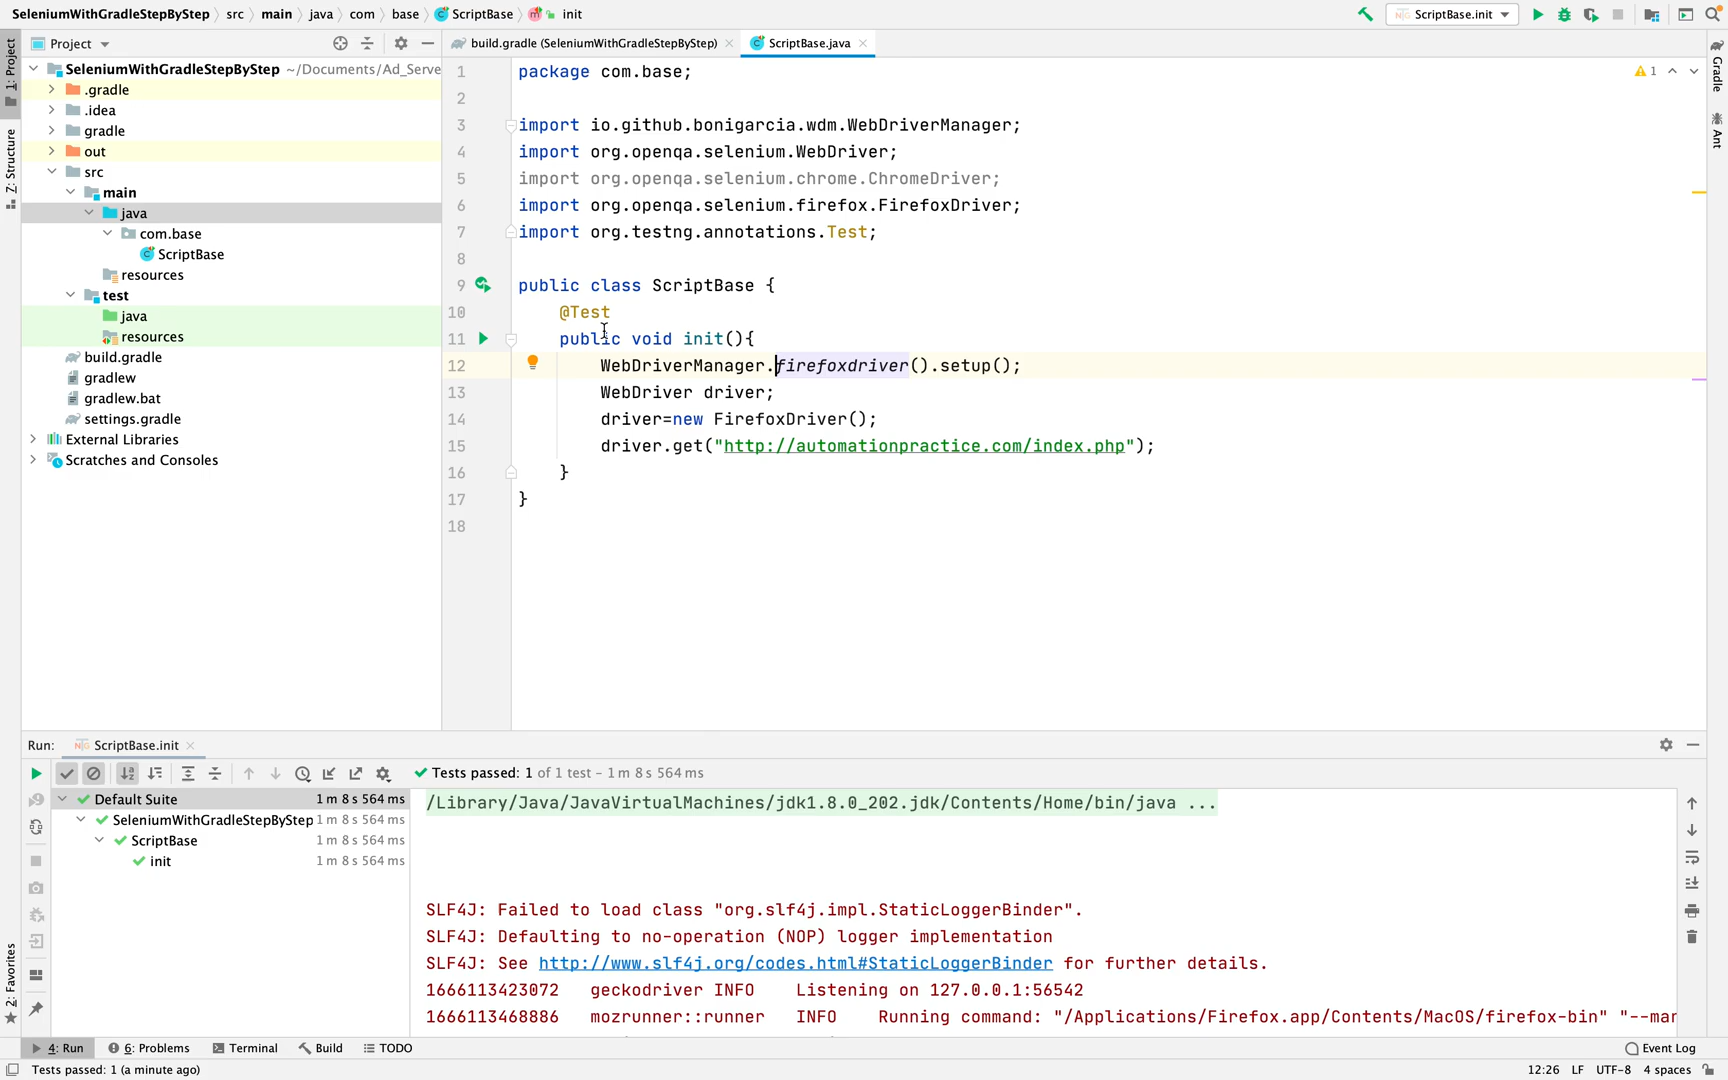 SeleniumWithGradleStepByStep src main java com base ScriptBase init ScriptBase.init
Project
build.gradle (SeleniumWithGradleStepByStep) ScriptBase.java
SeleniumWithGradleStepByStep ~/Documents/Ad_Serve
.gradle
.idea
gradle
out
src
main
java
com.base
ScriptBase
resources
test
java
resources
build.gradle
gradlew
gradlew.bat
settings.gradle
External Libraries
Scratches and Consoles
1: Project
Z: Structure
2: Favorites
Gradle
Ant
1
1 package com.base;
2
3 import io.github.bonigarcia.wdm.WebDriverManager;
4 import org.openqa.selenium.WebDriver;
5 import org.openqa.selenium.chrome.ChromeDriver;
6 import org.openqa.selenium.firefox.FirefoxDriver;
7 import org.testng.annotations.Test;
8
9 public class ScriptBase {
10 @Test
11 public void init(){
12 WebDriverManager.firefoxdriver().setup();
13 WebDriver driver;
14 driver=new FirefoxDriver();
15 driver.get("http://automationpractice.com/index.php");
16 }
17 }
18
Run: ScriptBase.init
Tests passed: 1 of 1 test – 1 m 8 s 564 ms
Default Suite 1 m 8 s 564 ms
SeleniumWithGradleStepByStep 1 m 8 s 564 ms
ScriptBase 1 m 8 s 564 ms
init 1 m 8 s 564 ms
/Library/Java/JavaVirtualMachines/jdk1.8.0_202.jdk/Contents/Home/bin/java ...
SLF4J: Failed to load class "org.slf4j.impl.StaticLoggerBinder".
SLF4J: Defaulting to no-operation (NOP) logger implementation
SLF4J: See http://www.slf4j.org/codes.html#StaticLoggerBinder for further details.
1666113423072 geckodriver INFO Listening on 127.0.0.1:56542
1666113468886 mozrunner::runner INFO Running command: "/Applications/Firefox.app/Contents/MacOS/firefox-bin" "--mar
4: Run 6: Problems Terminal Build TODO Event Log
Tests passed: 1 (a minute ago) 12:26 LF UTF-8 4 spaces